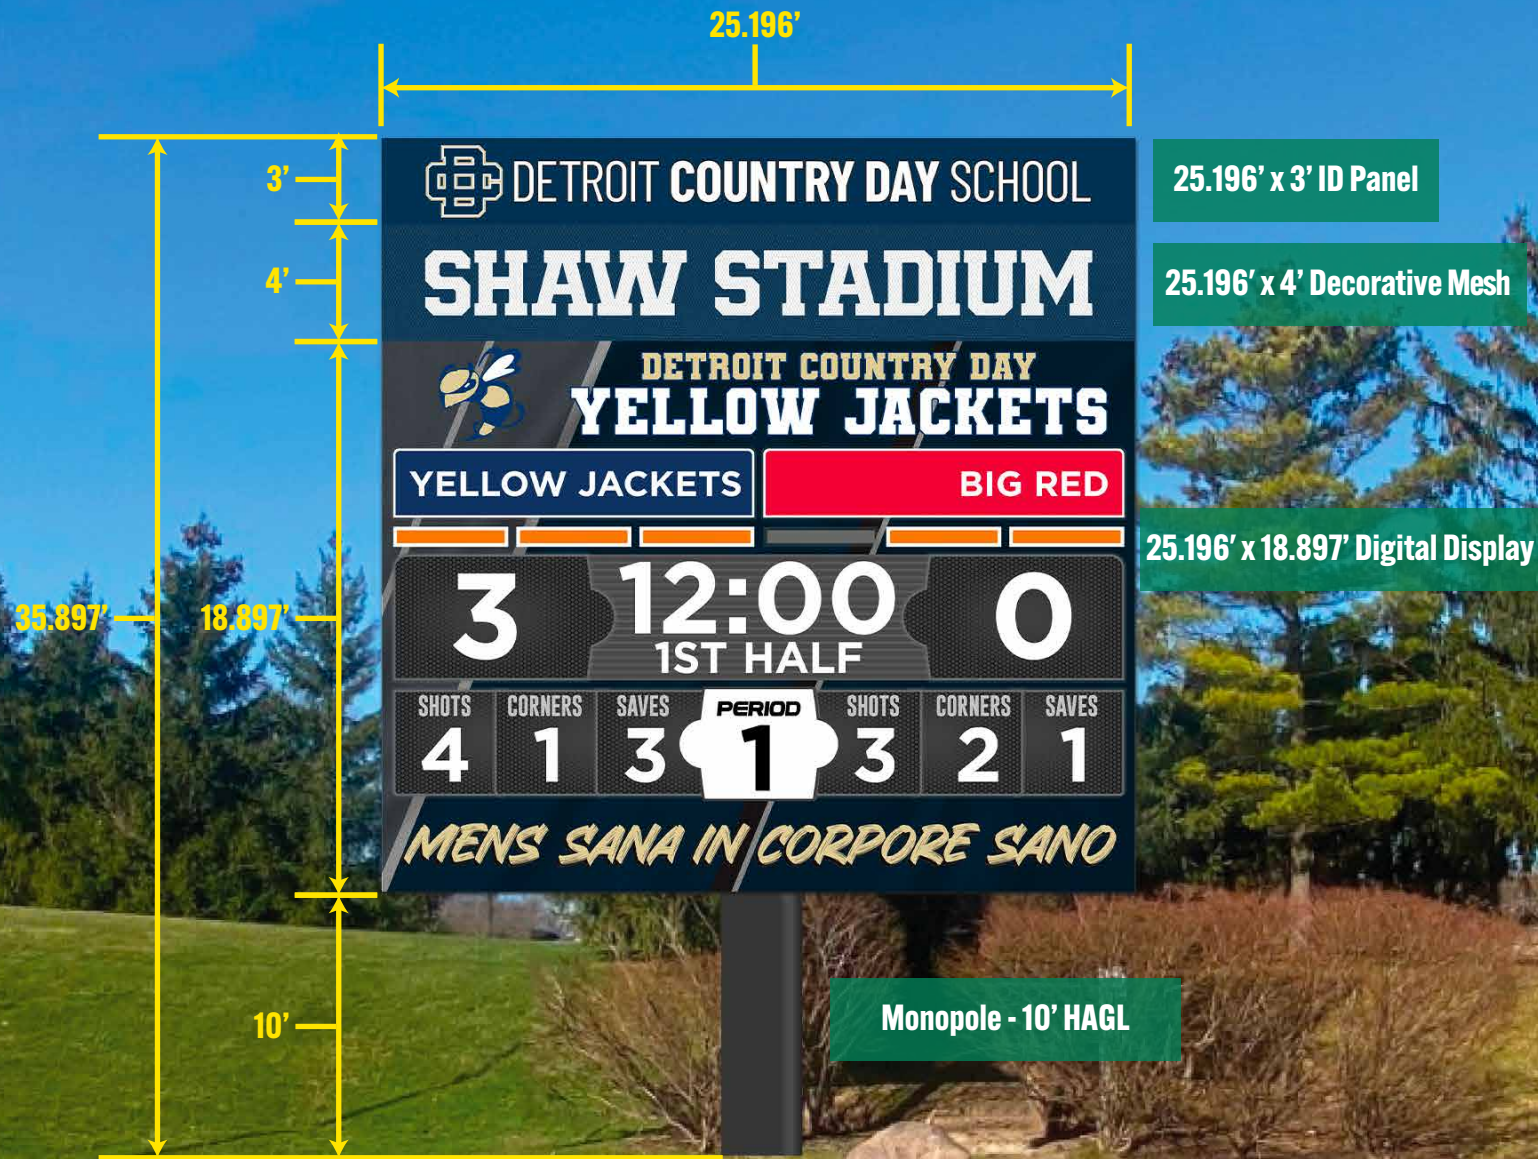 25.196’
3’
DETROIT COUNTRY DAY SCHOOL
25.196’ x 3’ ID Panel
4’
SHAW STADIUM
25.196’ x 4’ Decorative Mesh
DETROIT COUNTRY DAY
YELLOW JACKETS
YELLOW JACKETS
BIG RED
25.196’ x 18.897’ Digital Display
35.897’
18.897’
3
12:00
0
1ST HALF
SHOTS CORNERS SAVES PERIOD SHOTS CORNERS SAVES
4 1 3 1 3 2 1
MENS SANA IN CORPORE SANO
10’
Monopole - 10’ HAGL